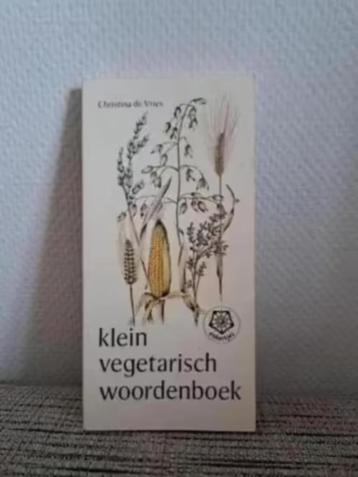 Christina de Vries
klein
vegetarisch
woordenboek